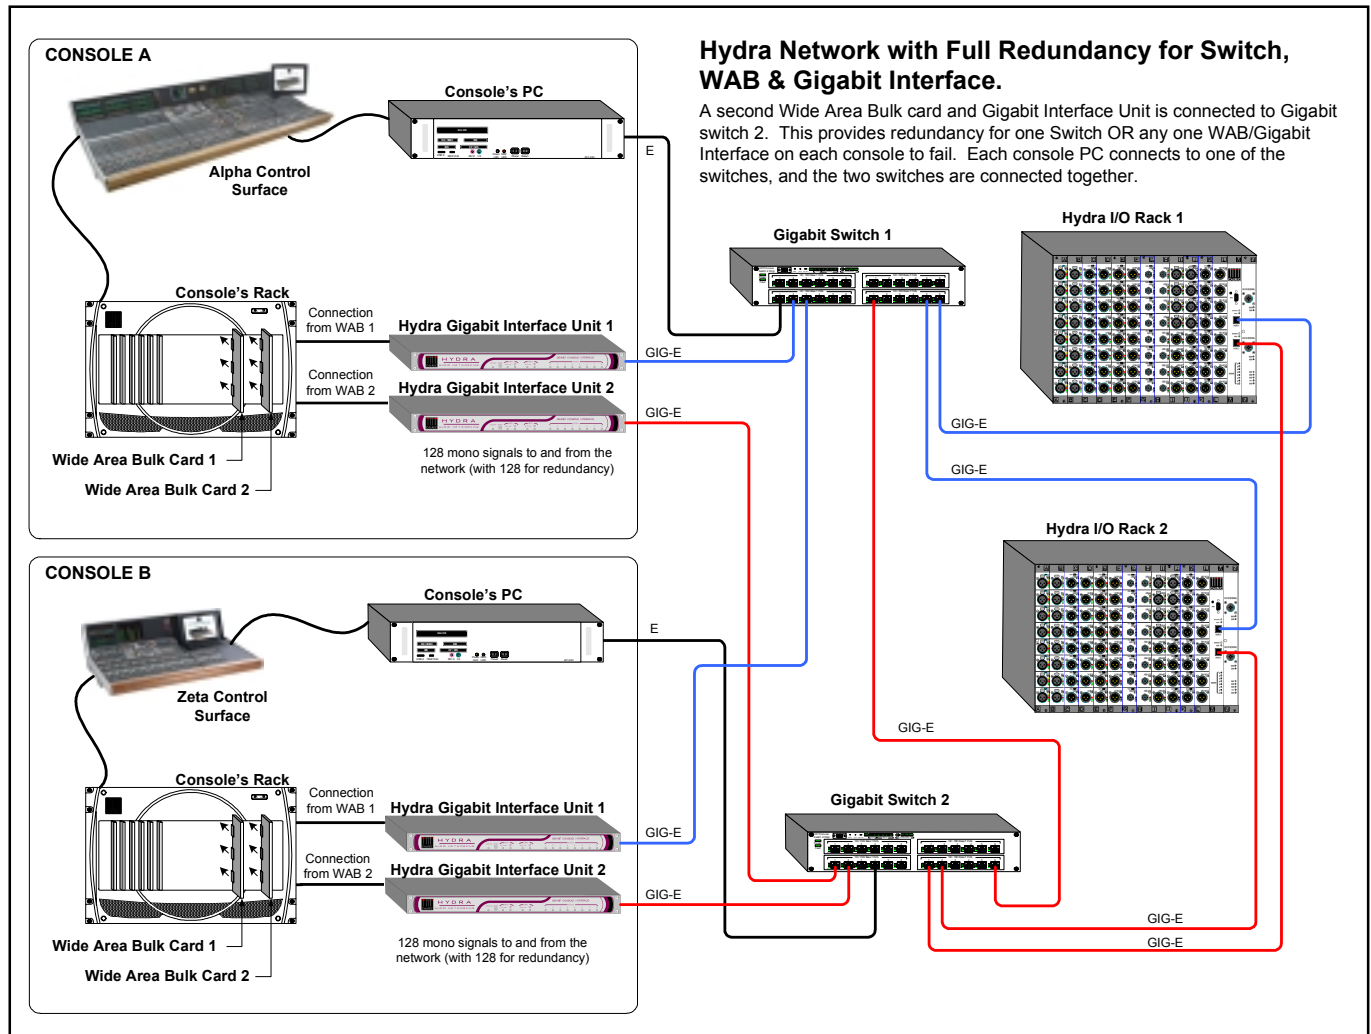 Hydra Network with Full Redundancy for Switch,
WAB & Gigabit Interface.
A second Wide Area Bulk card and Gigabit Interface Unit is connected to Gigabit
switch 2.  This provides redundancy for one Switch OR any one WAB/Gigabit
Interface on each console to fail.  Each console PC connects to one of the
switches, and the two switches are connected together.
CONSOLE A
Console's PC
E
Alpha Control
Surface
Console's Rack
Connection
from WAB 1
Hydra Gigabit Interface Unit 1
HYDRA
GIG-E
Connection
from WAB 2
Hydra Gigabit Interface Unit 2
HYDRA
GIG-E
128 mono signals to and from the
network (with 128 for redundancy)
Wide Area Bulk Card 1
Wide Area Bulk Card 2
Gigabit Switch 1
Hydra I/O Rack 1
GIG-E
GIG-E
Hydra I/O Rack 2
CONSOLE B
Console's PC
E
Zeta Control
Surface
Console's Rack
Connection
from WAB 1
Hydra Gigabit Interface Unit 1
HYDRA
GIG-E
Connection
from WAB 2
Hydra Gigabit Interface Unit 2
HYDRA
GIG-E
128 mono signals to and from the
network (with 128 for redundancy)
Wide Area Bulk Card 1
Wide Area Bulk Card 2
GIG-E
Gigabit Switch 2
GIG-E
GIG-E